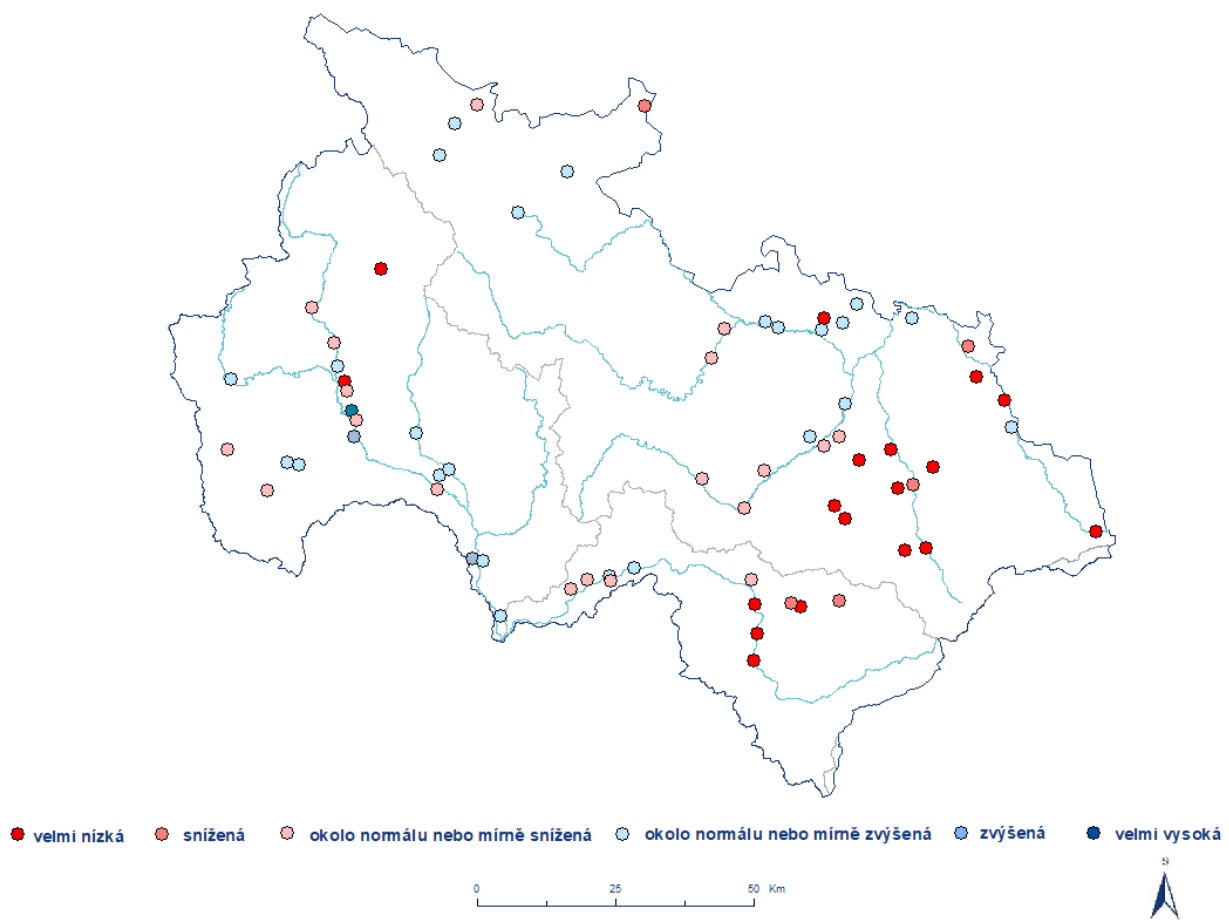 velmi nízká snížená okolo normálu nebo mírně snížená okolo normálu nebo mírně zvýšená zvýšená velmi vysoká
0 25 50 Km
S